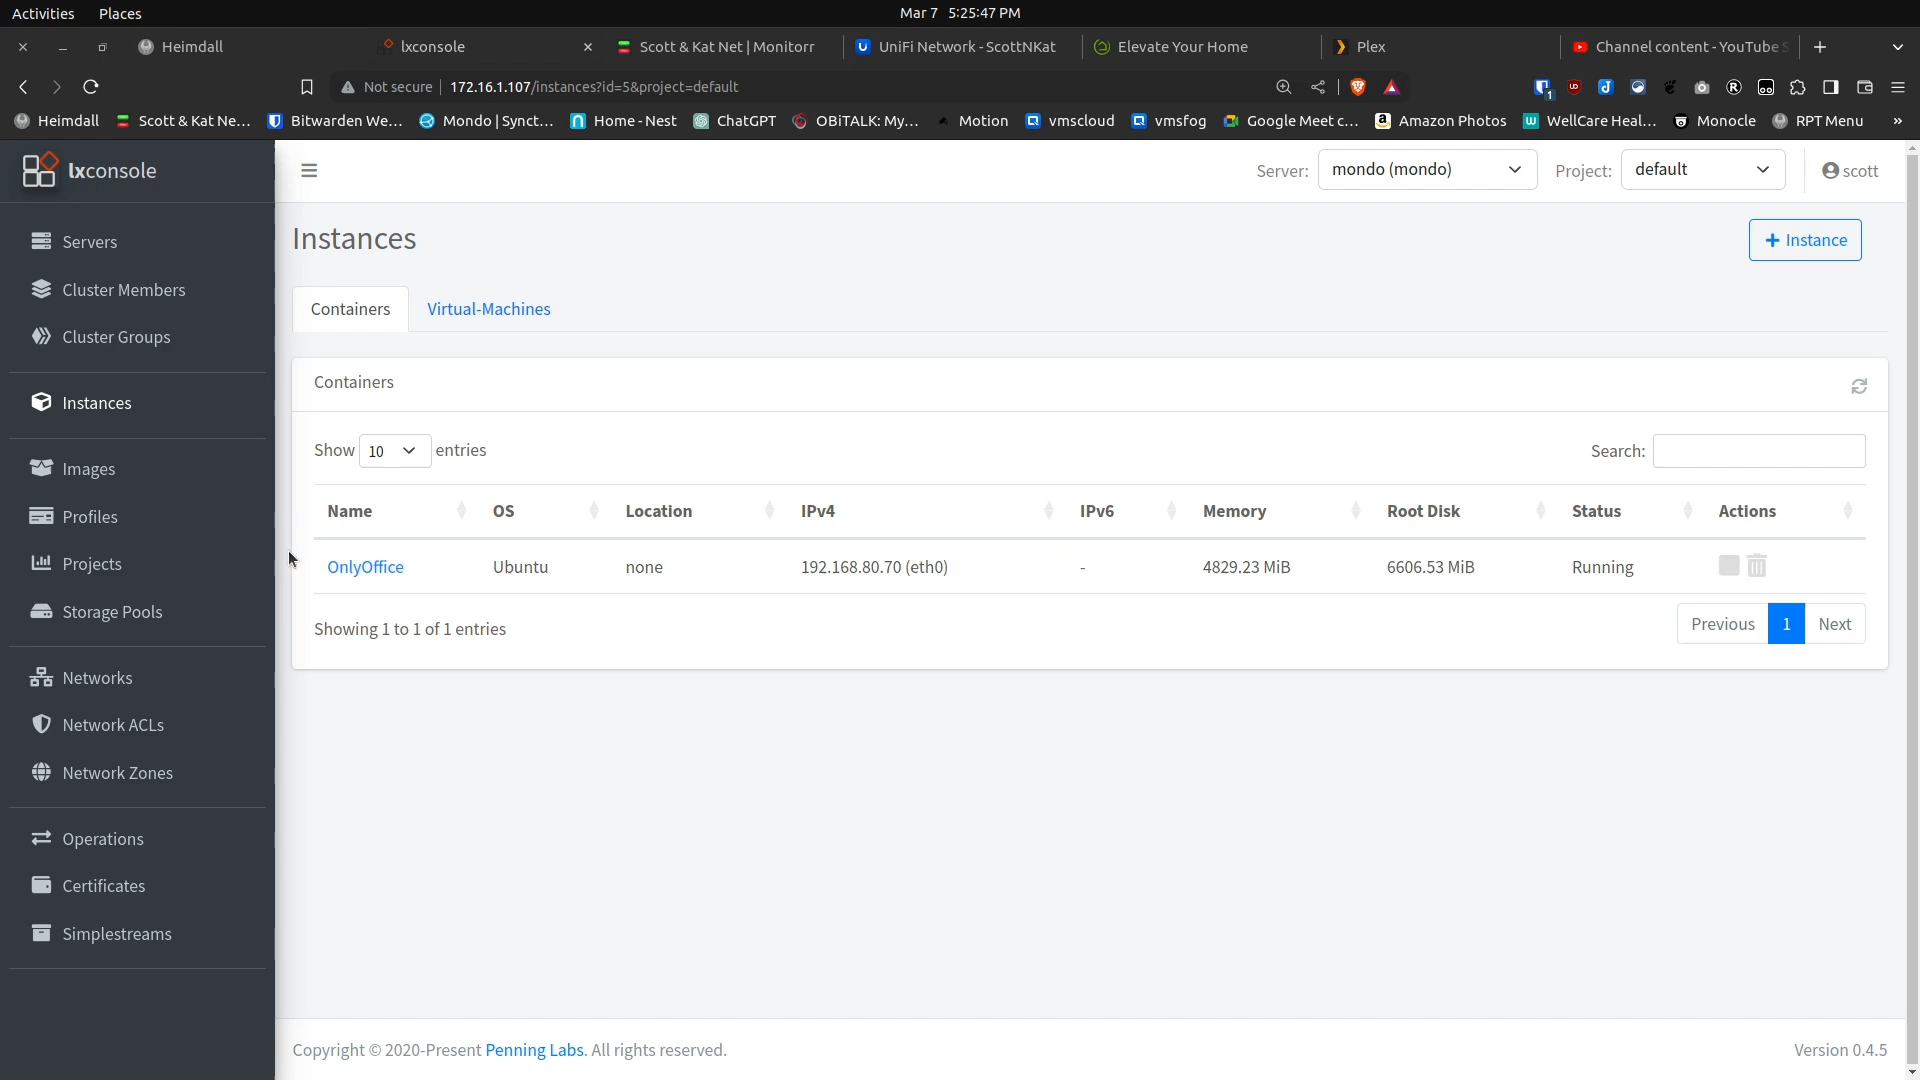 Activities Places Mar 7 5:25:47 PM
Heimdall lxconsole Scott & Kat Net | Monitorr UniFi Network - ScottNKat Elevate Your Home Plex Channel content - YouTube S
Not secure 172.16.1.107/instances?id=5&project=default
Heimdall Scott & Kat Ne... Bitwarden We... Mondo | Synct... Home - Nest ChatGPT OBiTALK: My... Motion vmscloud vmsfog Google Meet c... Amazon Photos WellCare Heal... Monocle RPT Menu »
lxconsole
Server: mondo (mondo) Project: default scott
Servers
Cluster Members
Cluster Groups
Instances
Images
Profiles
Projects
Storage Pools
Networks
Network ACLs
Network Zones
Operations
Certificates
Simplestreams
Instances
+ Instance
Containers Virtual-Machines
Containers
Show 10 entries Search:
Name OS Location IPv4 IPv6 Memory Root Disk Status Actions
OnlyOffice Ubuntu none 192.168.80.70 (eth0) - 4829.23 MiB 6606.53 MiB Running
Showing 1 to 1 of 1 entries Previous 1 Next
Copyright © 2020-Present Penning Labs. All rights reserved. Version 0.4.5